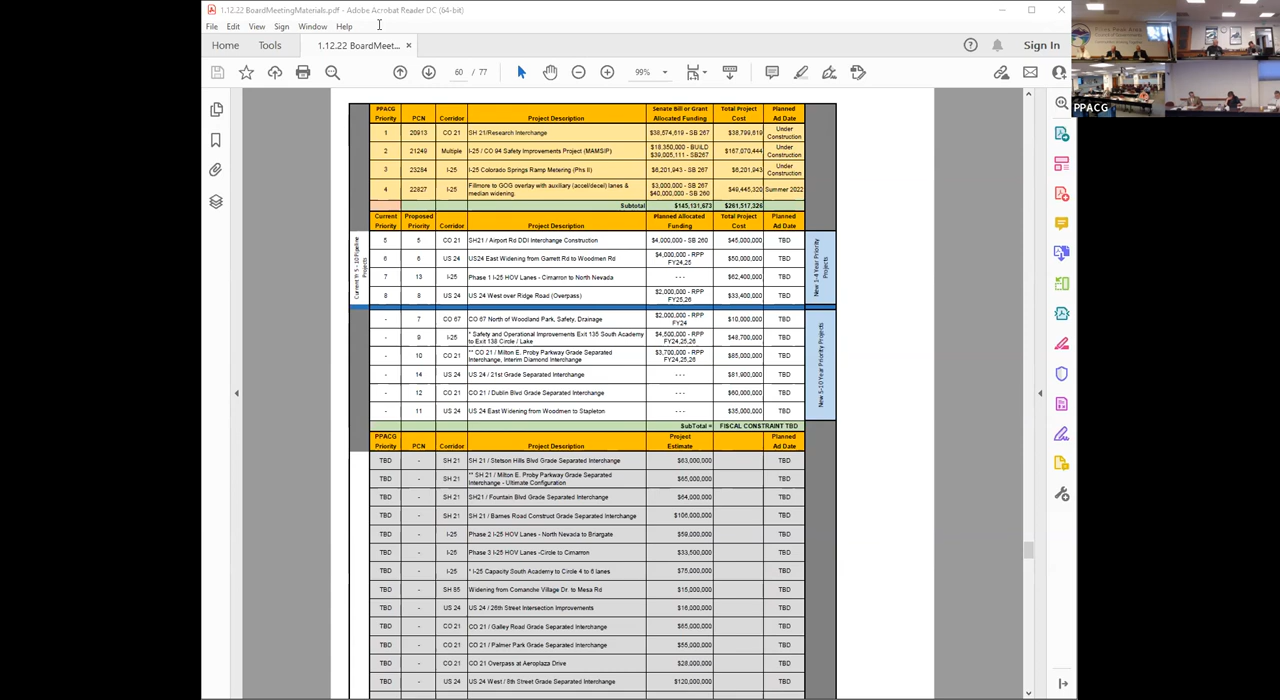 1.12.22 BoardMeetingMaterials.pdf - Adobe Acrobat Reader DC (64-bit)
File Edit View Sign Window Help
Home Tools 1.12.22 BoardMeet... × Sign In
60 / 77 99%
PPACG
PPACG Priority PCN Corridor Project Description Senate Bill or Grant Allocated Funding Total Project Cost Planned Ad Date
1 20913 CO 21 SH 21/Research Interchange $38,574,619 - SB 267 $38,799,619 Under Construction
2 21249 Multiple I-25 / CO 94 Safety Improvements Project (MAMSIP) $18,350,000 - BUILD $39,005,111 - SB267 $167,070,444 Under Construction
3 23284 I-25 I-25 Colorado Springs Ramp Metering (Phs II) $6,201,943 - SB 267 $6,201,943 Under Construction
4 22827 I-25 Fillmore to GOG overlay with auxiliary (accel/decel) lanes & median widening. $3,000,000 - SB 267 $40,000,000 - SB 260 $49,445,320 Summer 2022
Subtotal $145,131,673 $261,517,326
Current Priority Proposed Priority Corridor Project Description Planned Allocated Funding Total Project Cost Planned Ad Date
Current Yr 5 - 10 Pipeline Projects
New 1-4 Year Priority Projects
5 5 CO 21 SH21 / Airport Rd DDI Interchange Construction $4,000,000 - SB 260 $45,000,000 TBD
6 6 US24 US24 East Widening from Garrett Rd to Woodmen Rd $4,000,000 - RPP FY24,25 $50,000,000 TBD
7 13 I-25 Phase 1 I-25 HOV Lanes - Cimarron to North Nevada - - - $62,400,000 TBD
8 8 US 24 US 24 West over Ridge Road (Overpass) $2,000,000 - RPP FY25,26 $33,400,000 TBD
New 5-10 Year Priority Projects
- 7 CO 67 CO 67 North of Woodland Park, Safety, Drainage $2,000,000 - RPP FY24 $10,000,000 TBD
- 9 I-25 * Safety and Operational Improvements Exit 135 South Academy to Exit 138 Circle / Lake $4,500,000 - RPP FY24,25,26 $48,700,000 TBD
- 10 CO 21 ** CO 21 / Milton E. Proby Parkway Grade Separated Interchange, Interim Diamond Interchange $3,700,000 - RPP FY24,25,26 $85,000,000 TBD
- 14 US 24 US 24 / 21st Grade Separated Interchange - - - $81,900,000 TBD
- 12 CO 21 CO 21 / Dublin Blvd Grade Separated Interchange - - - $60,000,000 TBD
- 11 US 24 US 24 East Widening from Woodmen to Stapleton - - - $35,000,000 TBD
SubTotal = FISCAL CONSTRAINT TBD
PPACG Priority PCN Corridor Project Description Project Estimate Planned Ad Date
TBD - SH 21 SH 21 / Stetson Hills Blvd Grade Separated Interchange $63,000,000 TBD
TBD - SH 21 ** SH 21 / Milton E. Proby Parkway Grade Separated Interchange - Ultimate Configuration $65,000,000 TBD
TBD - SH 21 SH21 / Fountain Blvd Grade Separated Interchange $64,000,000 TBD
TBD - SH 21 SH 21 / Barnes Road Construct Grade Separated Interchange $106,000,000 TBD
TBD - I-25 Phase 2 I-25 HOV Lanes - North Nevada to Briargate $59,000,000 TBD
TBD - I-25 Phase 3 I-25 HOV Lanes -Circle to Cimarron $33,500,000 TBD
TBD - I-25 * I-25 Capacity South Academy to Circle 4 to 6 lanes $75,000,000 TBD
TBD - SH 85 Widening from Comanche Village Dr. to Mesa Rd $15,000,000 TBD
TBD - US 24 US 24 / 26th Street Intersection Improvements $16,000,000 TBD
TBD - CO 21 CO 21 / Galley Road Grade Separated Interchange $65,000,000 TBD
TBD - CO 21 CO 21 / Palmer Park Grade Separated Interchange $55,000,000 TBD
TBD - CO 21 CO 21 Overpass at Aeroplaza Drive $28,000,000 TBD
TBD - US 24 US 24 West / 8th Street Grade Separated Interchange $120,000,000 TBD